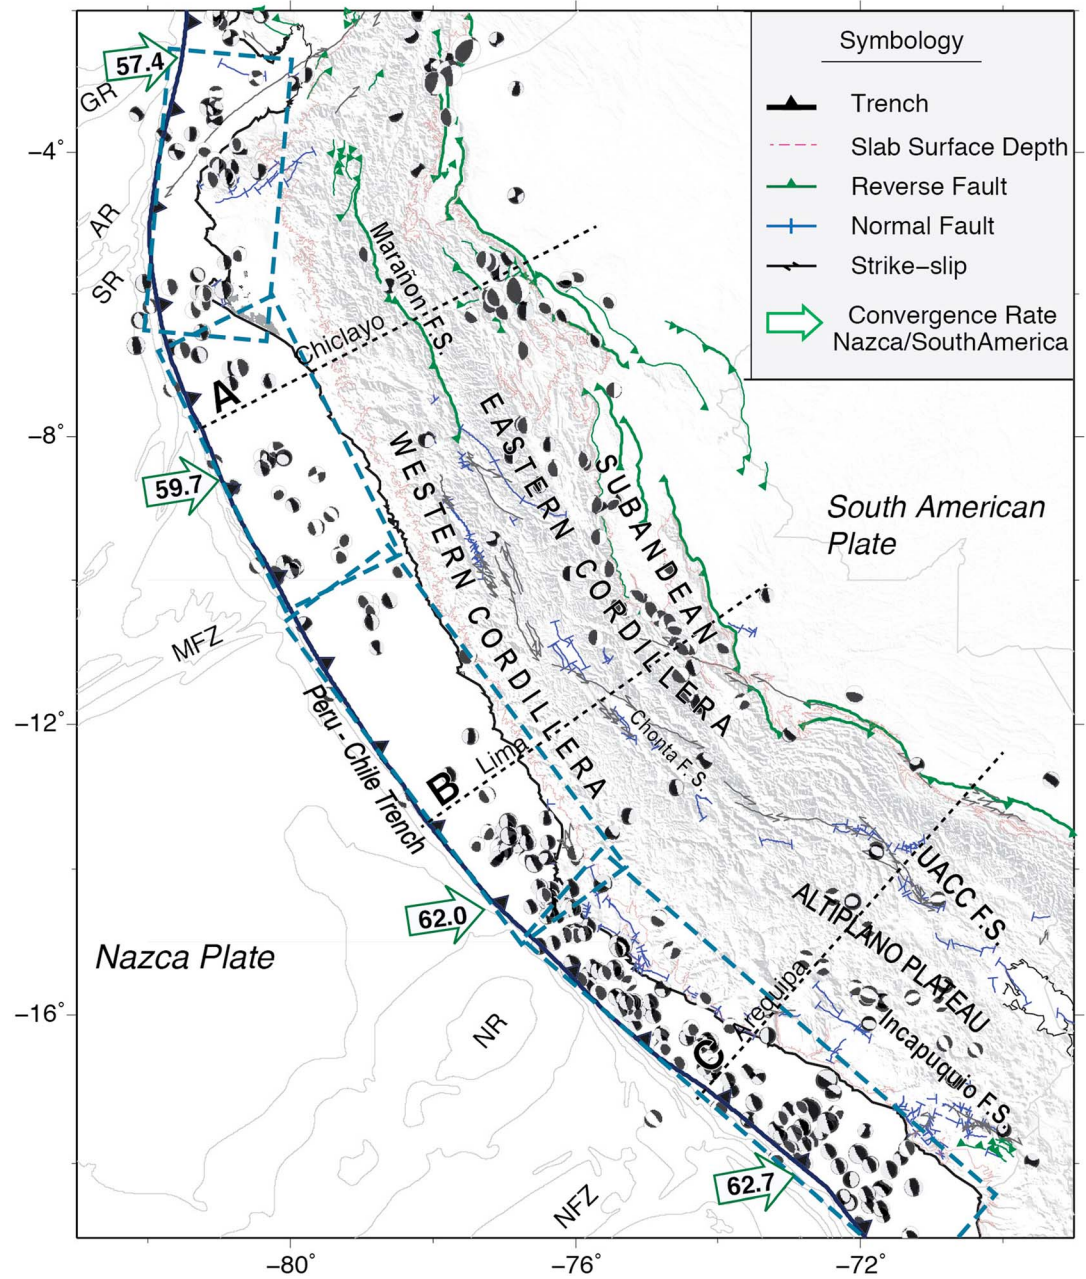 Symbology
Trench
Slab Surface Depth
Reverse Fault
Normal Fault
Strike–slip
Convergence Rate
Nazca/SouthAmerica
57.4
GR
−4°
AR
SR
Marañon F.S.
Chiclayo
A
−8°
59.7
EASTERN CORDILLERA
WESTERN CORDILLERA
SUBANDEAN
South American
Plate
MFZ
−12°
Peru - Chile Trench
Lima
B
Chonta F.S.
62.0
UACC F.S.
ALTIPLANO PLATEAU
Nazca Plate
−16°
NR
Arequipa
C
Incapuquio F.S.
62.7
NFZ
−80°
−76°
−72°